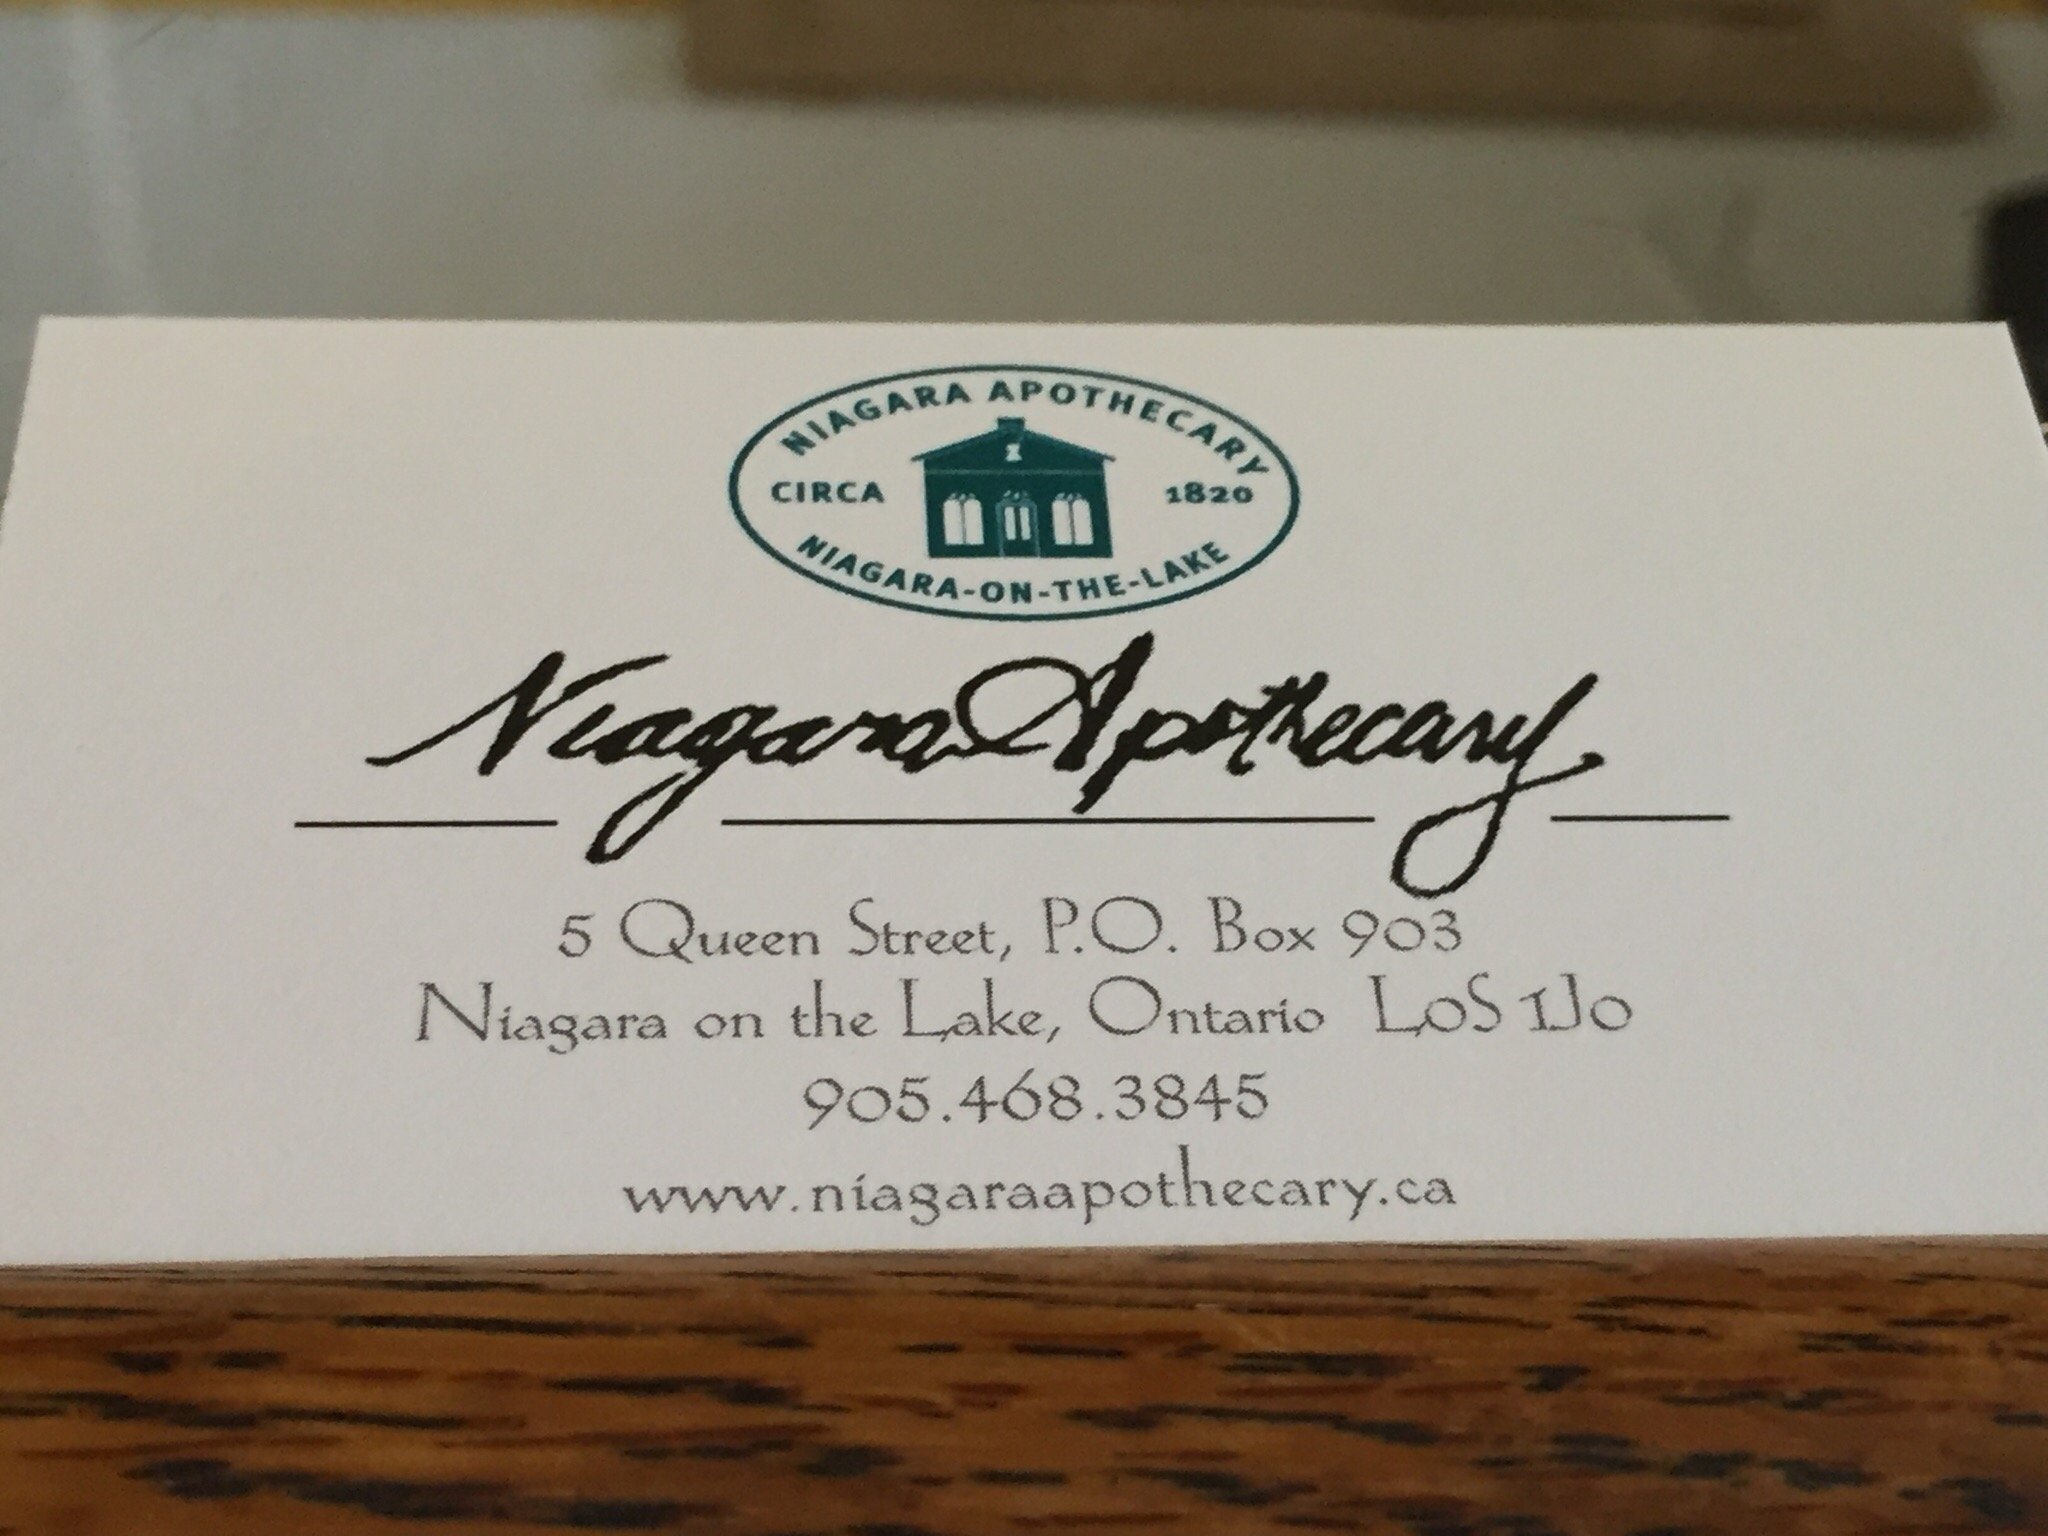 NIAGARA APOTHECARY
CIRCA 1820
NIAGARA-ON-THE-LAKE
Niagara Apothecary
5 Queen Street, P.O. Box 903
Niagara on the Lake, Ontario L0S 1J0
905.468.3845
www.niagaraapothecary.ca